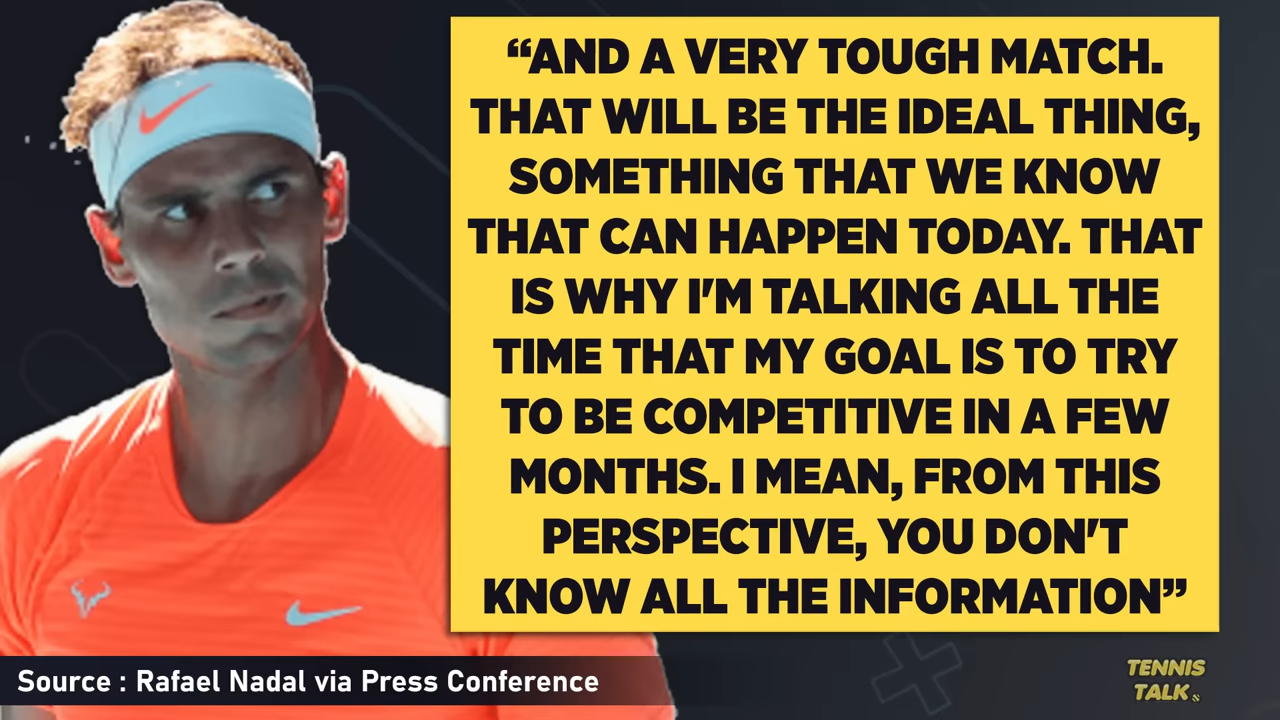 “AND A VERY TOUGH MATCH.
THAT WILL BE THE IDEAL THING,
SOMETHING THAT WE KNOW
THAT CAN HAPPEN TODAY. THAT
IS WHY I'M TALKING ALL THE
TIME THAT MY GOAL IS TO TRY
TO BE COMPETITIVE IN A FEW
MONTHS. I MEAN, FROM THIS
PERSPECTIVE, YOU DON'T
KNOW ALL THE INFORMATION”
Source : Rafael Nadal via Press Conference
TENNIS
TALK